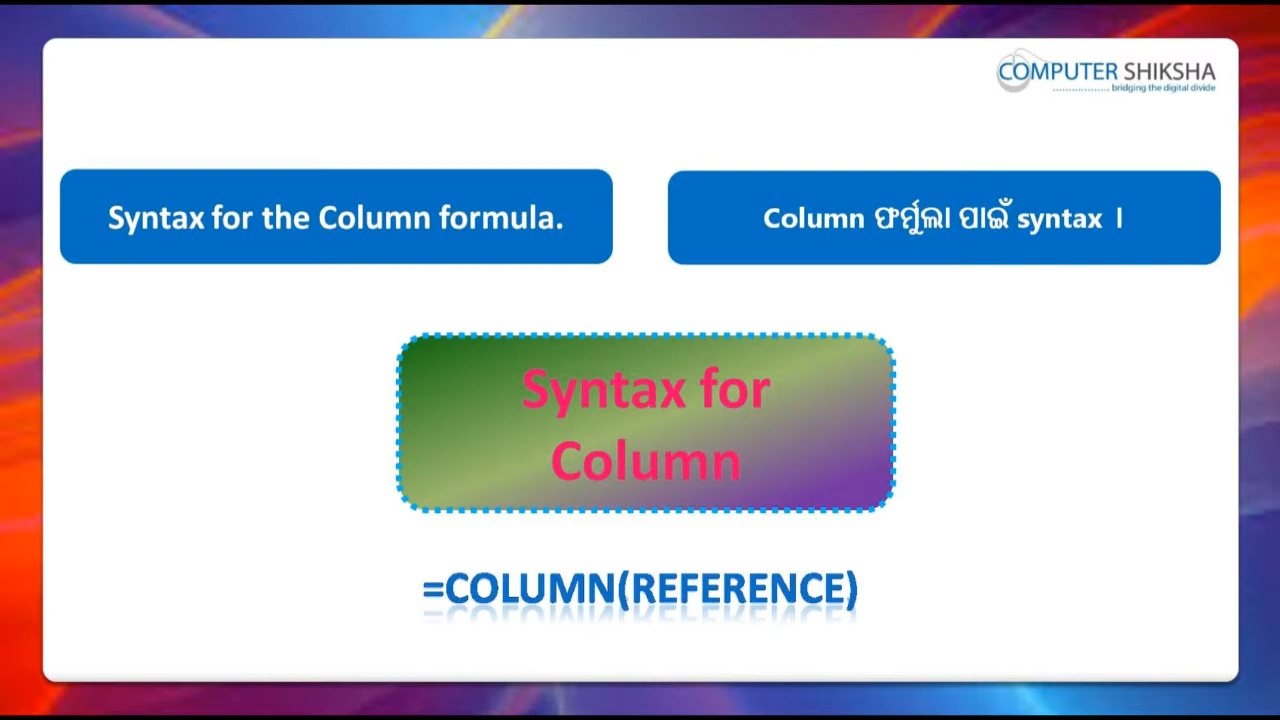 COMPUTER SHIKSHA
bridging the digital divide
Syntax for the Column formula.
Column ଫର୍ମୁଲା ପାଇଁ syntax ।
Syntax for
Column
=COLUMN(REFERENCE)